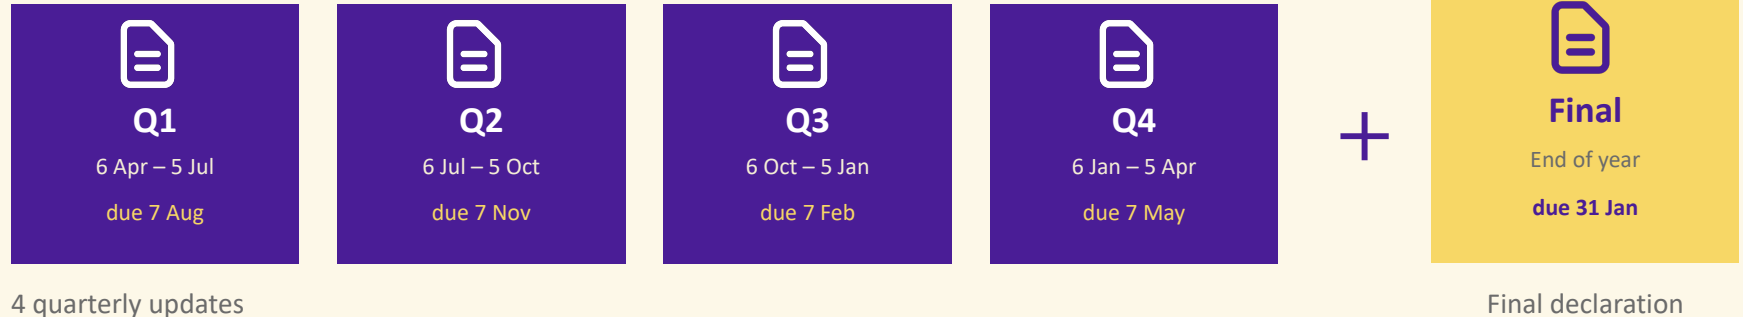 Q1
6 Apr – 5 Jul
due 7 Aug
Q2
6 Jul – 5 Oct
due 7 Nov
Q3
6 Oct – 5 Jan
due 7 Feb
Q4
6 Jan – 5 Apr
due 7 May
+
Final
End of year
due 31 Jan
4 quarterly updates
Final declaration